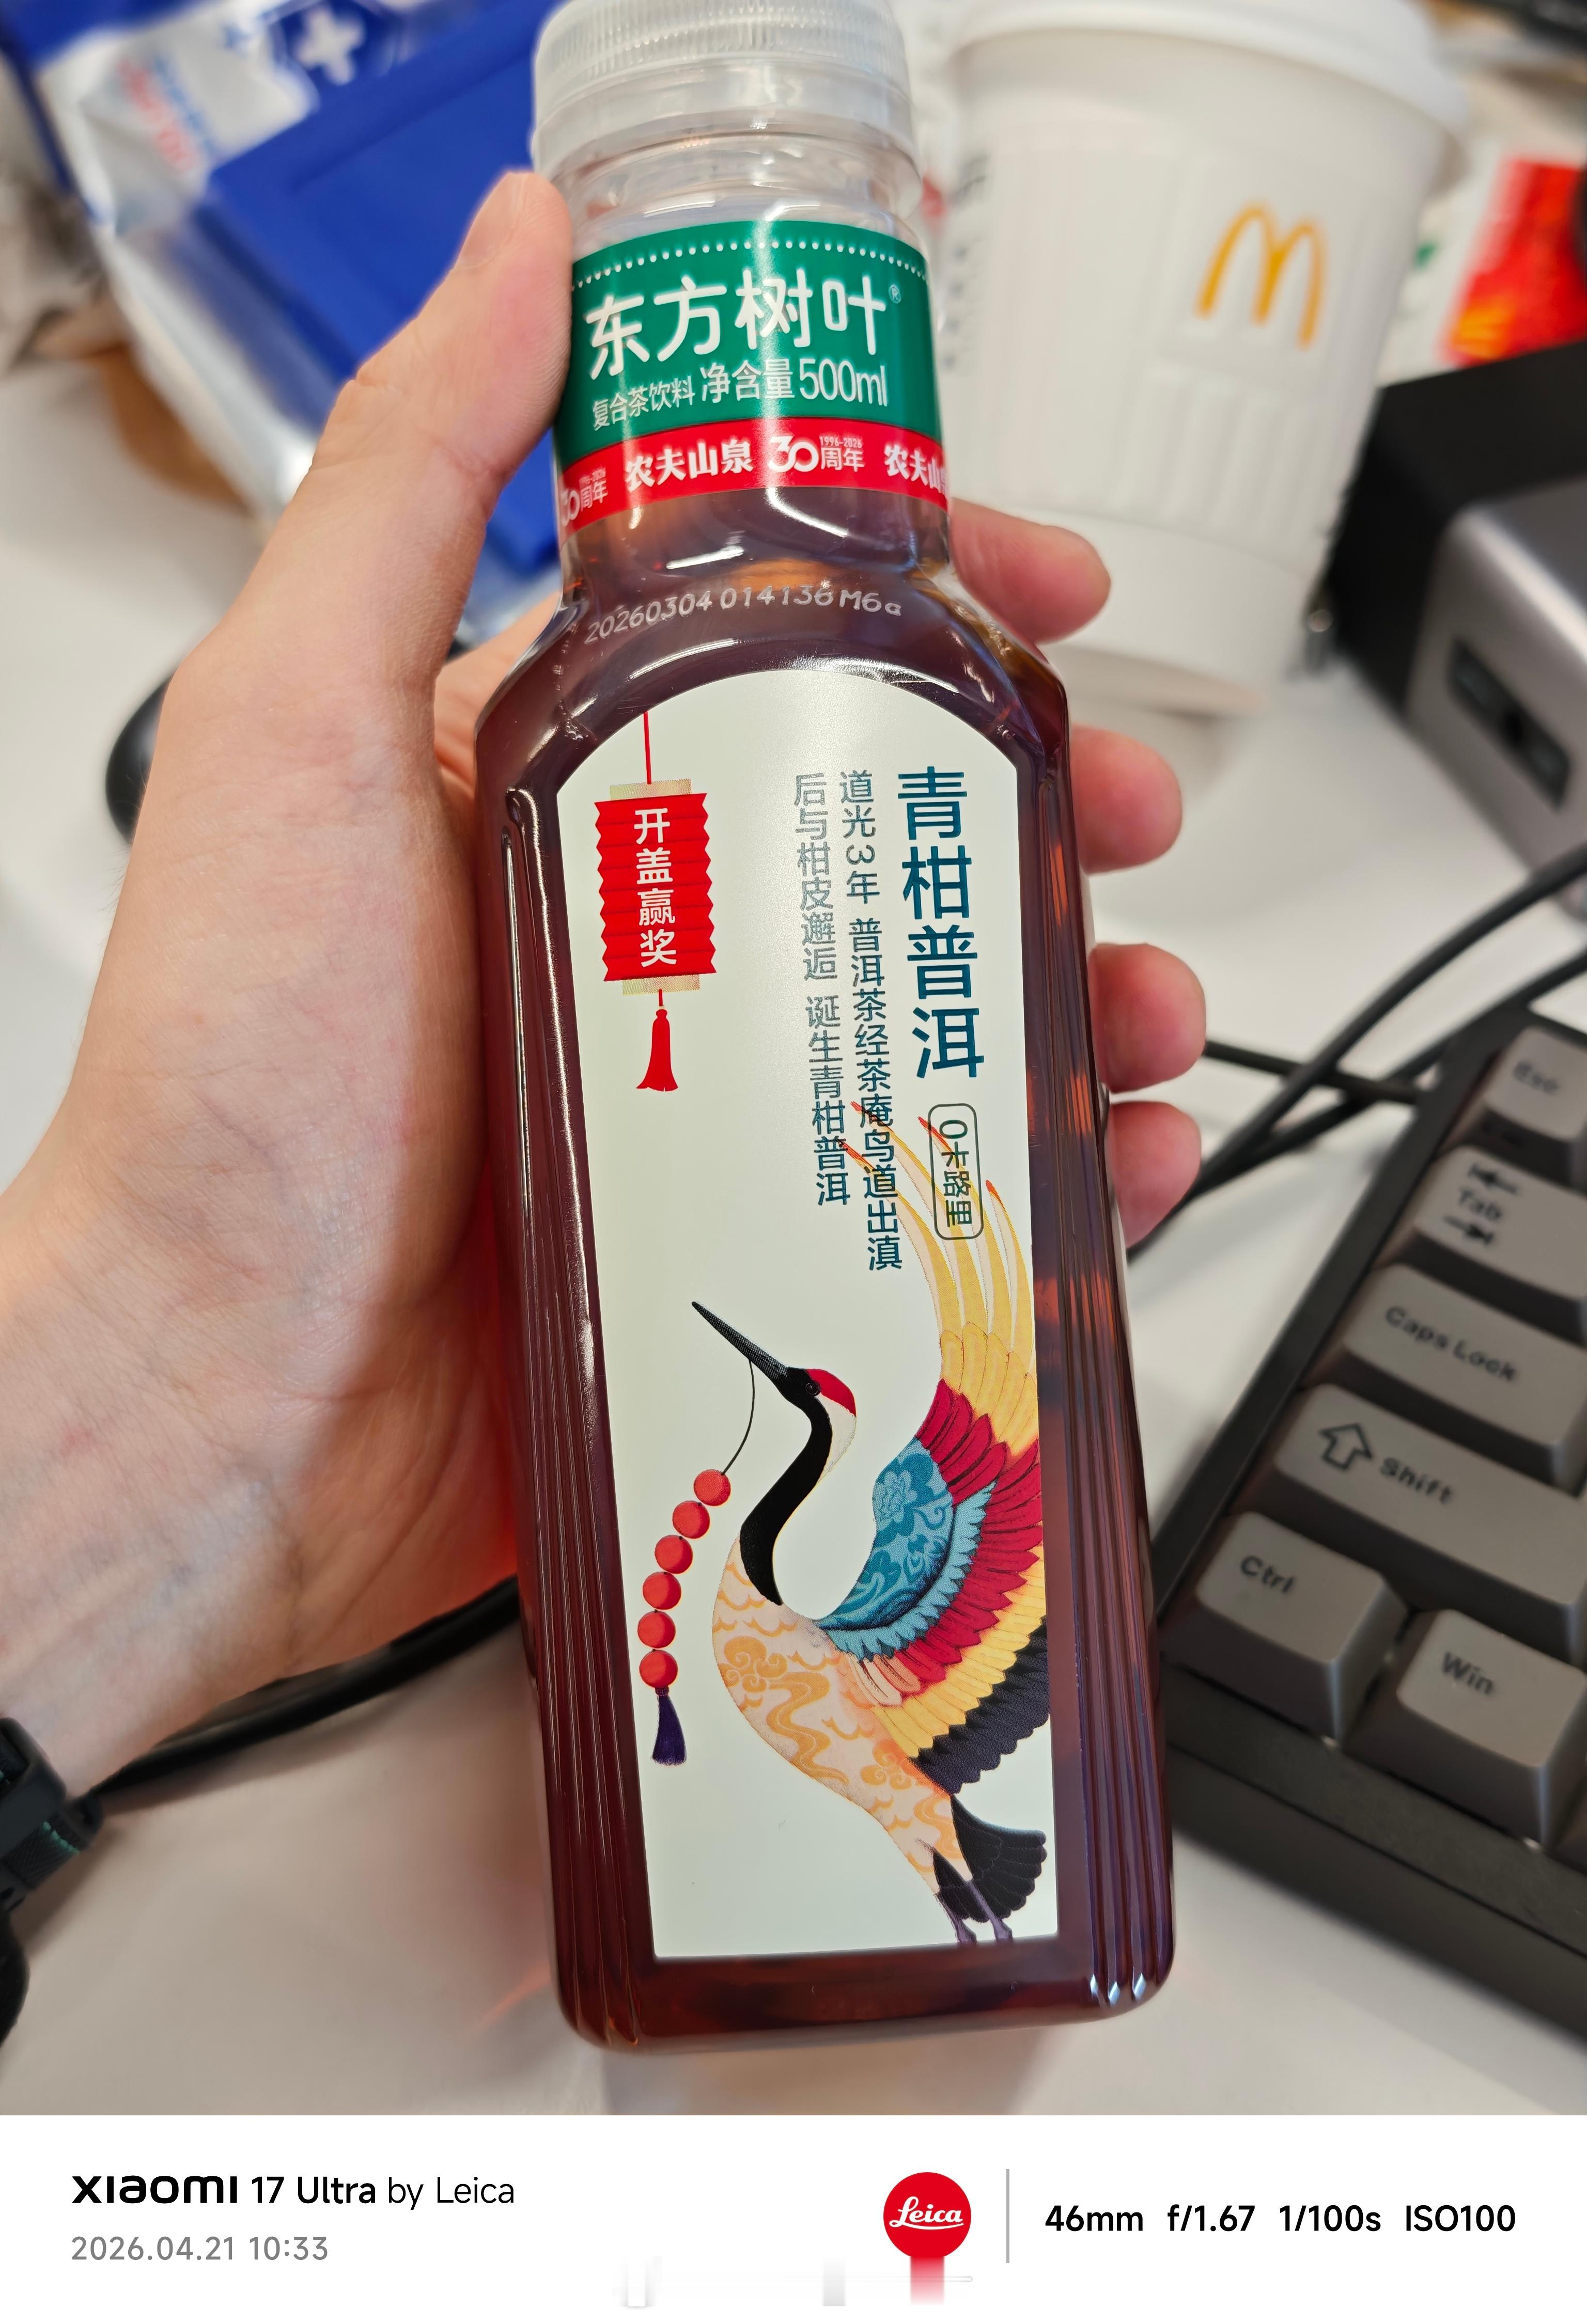 东方树叶®
复合茶饮料 净含量500ml
30周年 农夫山泉 30周年 1996-2026 农夫山
20260304 014136 M6a
开盖赢奖
青柑普洱
0卡路里
道光3年 普洱茶经茶庵鸟道出滇
后与柑皮邂逅 诞生青柑普洱
Esc
Tab
Caps Lock
Shift
Ctrl
Win
xiaomi 17 Ultra by Leica
2026.04.21 10:33
Leica
46mm f/1.67 1/100s ISO100